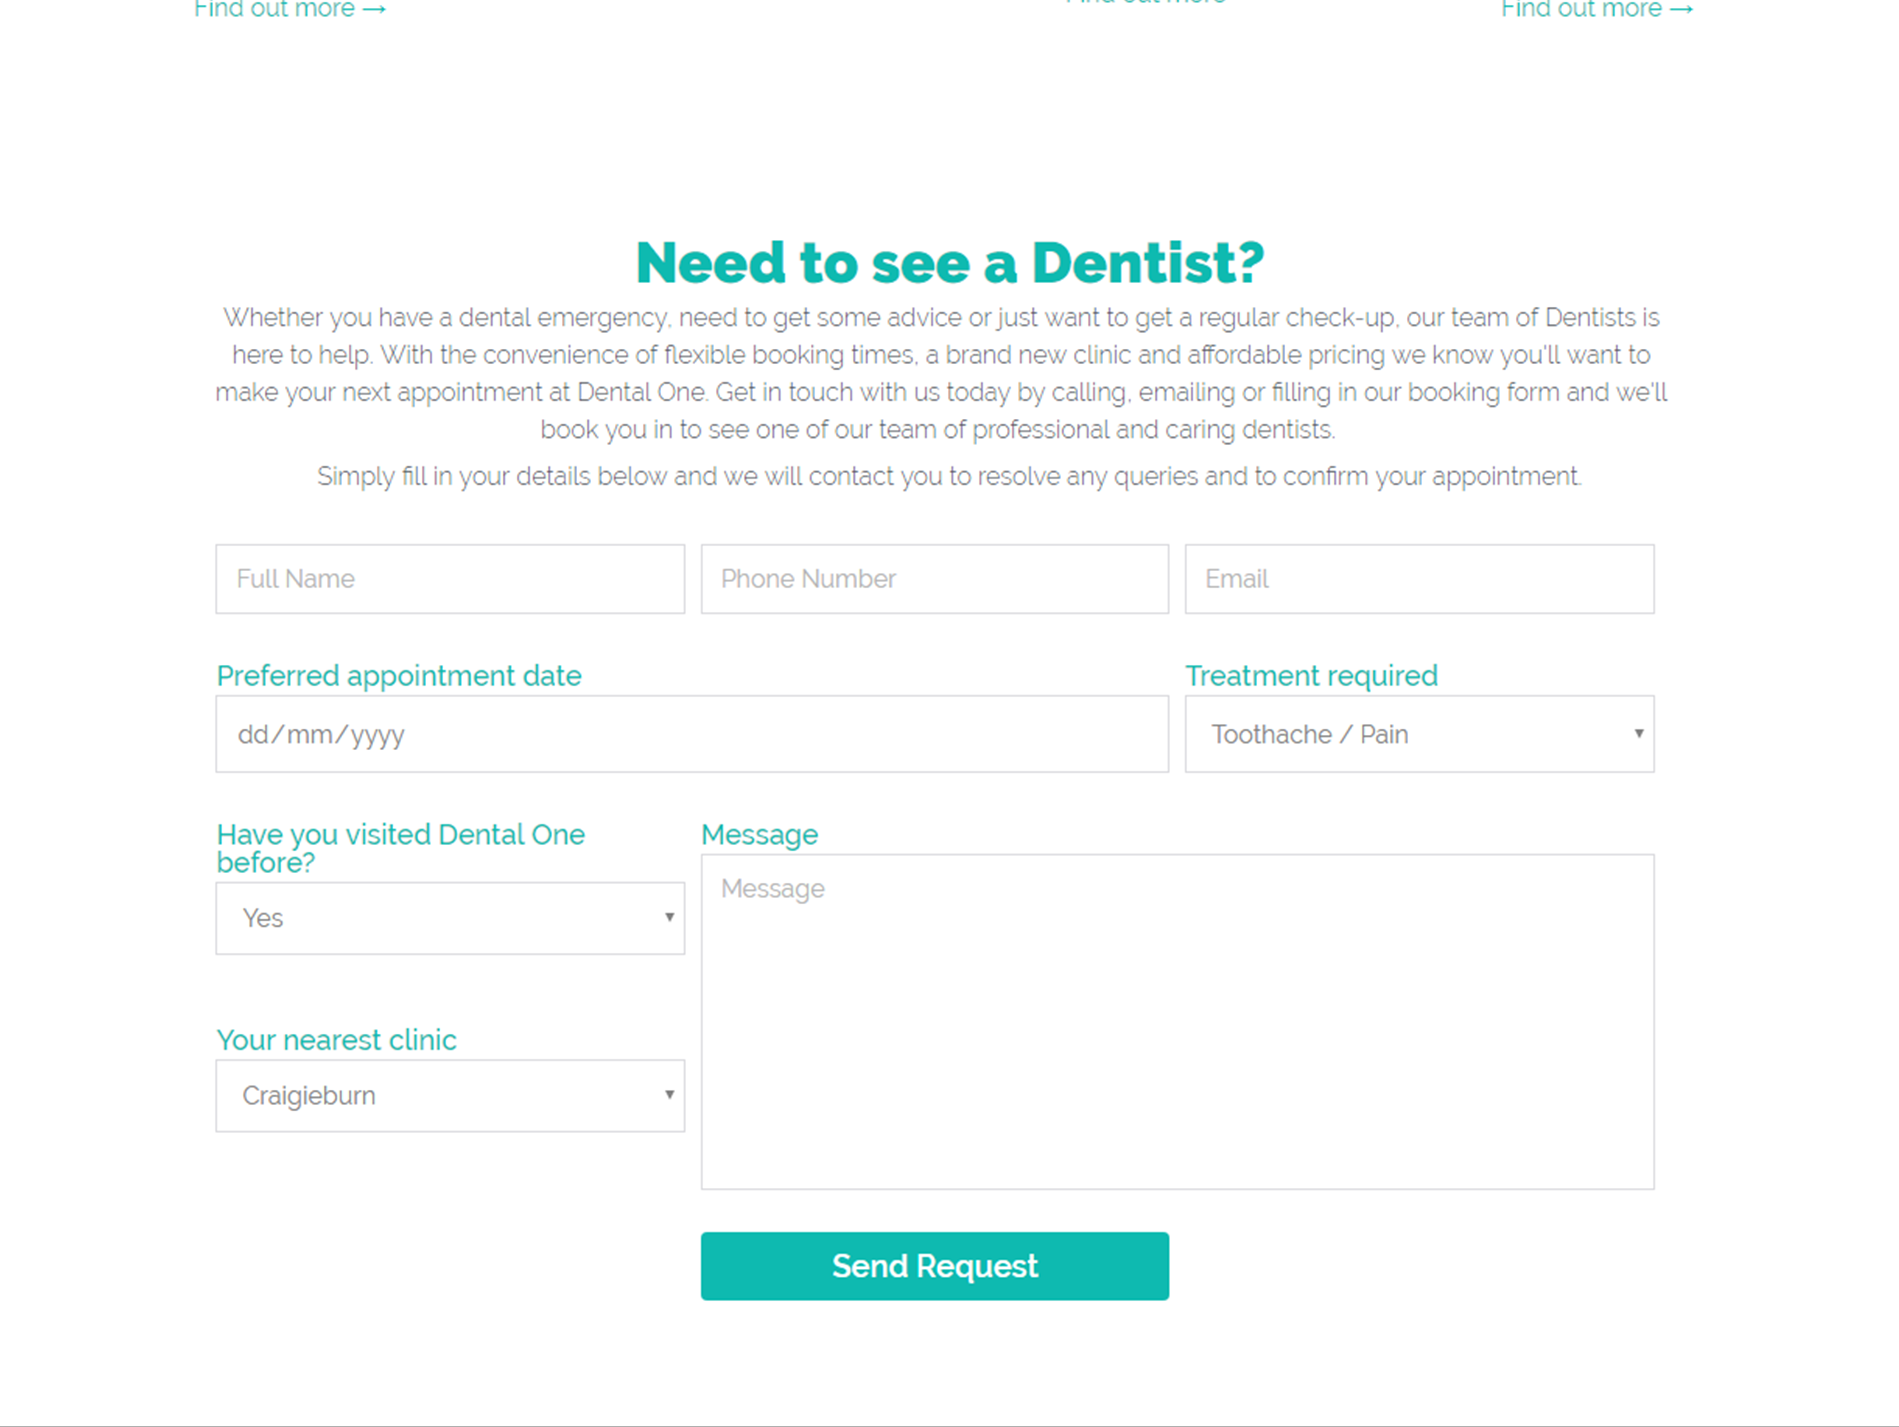 Find out more →
Find out more
Find out more →
Need to see a Dentist?
Whether you have a dental emergency, need to get some advice or just want to get a regular check-up, our team of Dentists is
here to help. With the convenience of flexible booking times, a brand new clinic and affordable pricing we know you'll want to
make your next appointment at Dental One. Get in touch with us today by calling, emailing or filling in our booking form and we'll
book you in to see one of our team of professional and caring dentists.
Simply fill in your details below and we will contact you to resolve any queries and to confirm your appointment.
Full Name
Phone Number
Email
Preferred appointment date
Treatment required
dd/mm/yyyy
Toothache / Pain
Have you visited Dental One
before?
Message
Yes
Message
Your nearest clinic
Craigieburn
Send Request